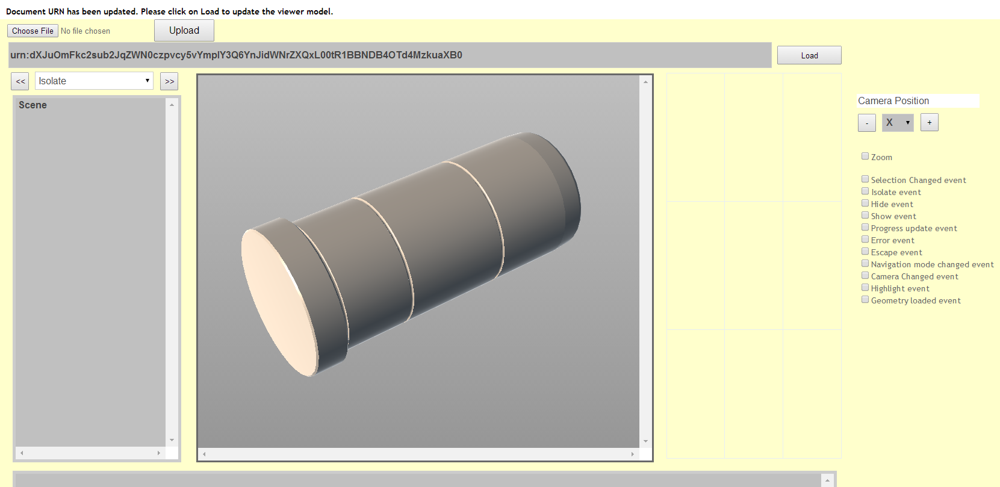 Document URN has been updated. Please click on Load to update the viewer model.
Choose File No file chosen Upload
urn:dXJuOmFkc2sub2JqZWN0czpvcy5vYmplY3Q6YnJidWNrZXQxL00tR1BBNDB4OTd4MzkuaXB0 Load
<< Isolate >>
Scene
Camera Position
- X +
Zoom
Selection Changed event
Isolate event
Hide event
Show event
Progress update event
Error event
Escape event
Navigation mode changed event
Camera Changed event
Highlight event
Geometry loaded event